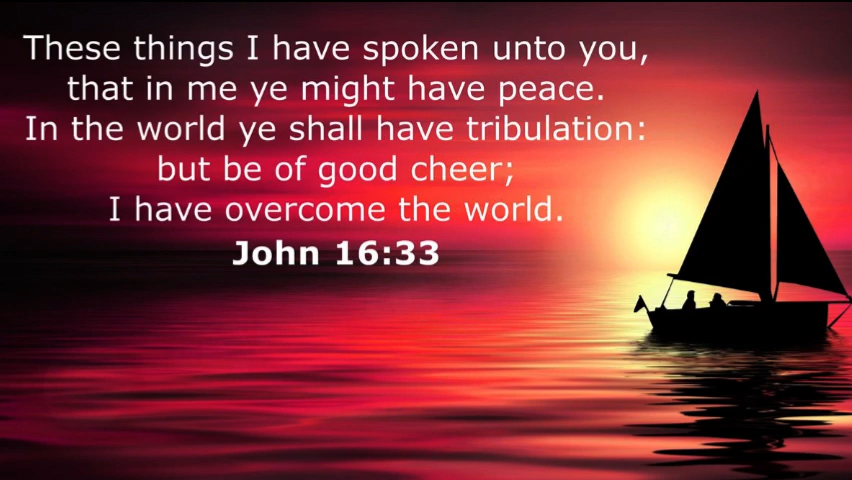 These things I have spoken unto you,
that in me ye might have peace.
In the world ye shall have tribulation:
but be of good cheer;
I have overcome the world.
John 16:33